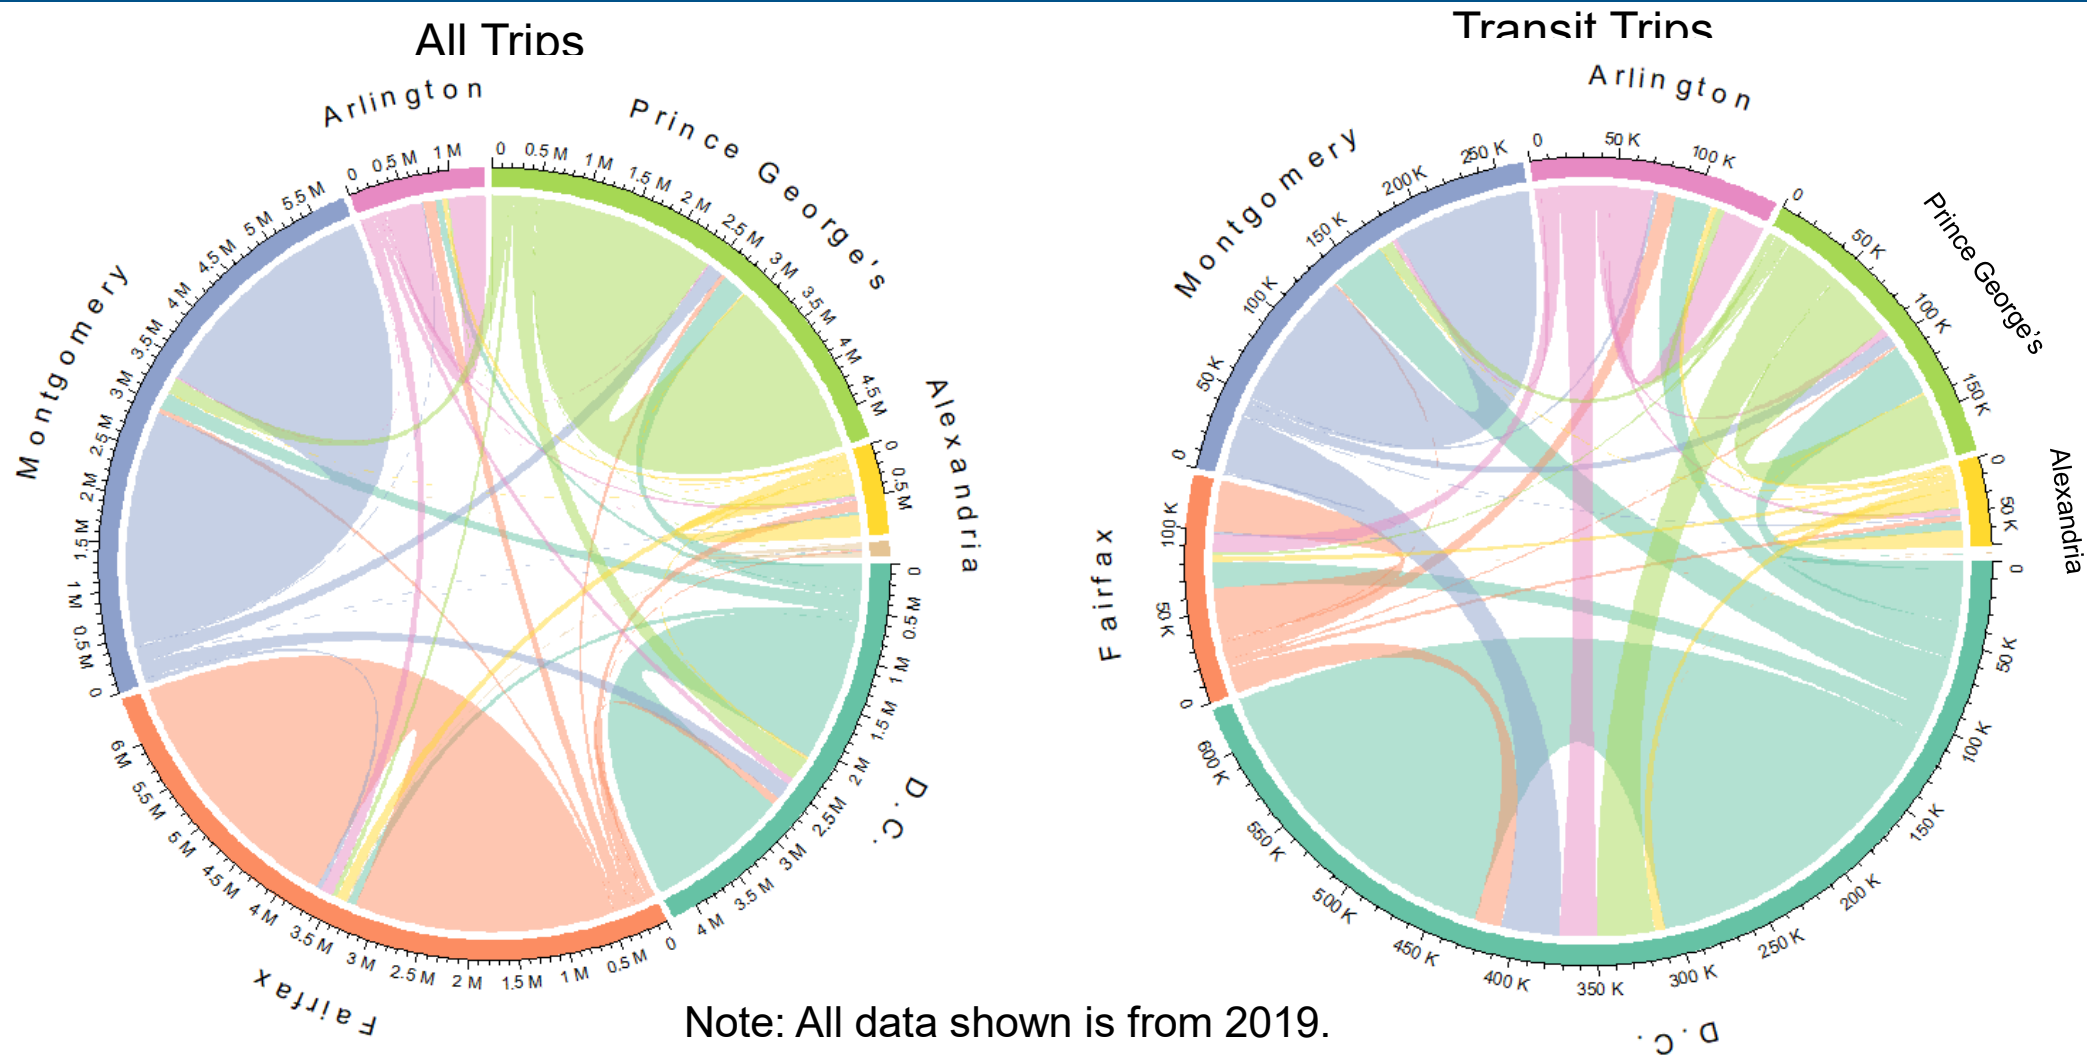 All Trips
Transit Trips
Arlington
Prince George's
Alexandria
D.C.
Fairfax
Montgomery
0 0.5 M 1 M
0 0.5 M 1 M 1.5 M 2 M 2.5 M 3 M 3.5 M 4 M 4.5 M
0 0.5 M
0 0.5 M 1 M 1.5 M 2 M 2.5 M 3 M 3.5 M 4 M
0 0.5 M 1 M 1.5 M 2 M 2.5 M 3 M 3.5 M 4 M 4.5 M 5 M 5.5 M 6 M
0 0.5 M 1 M 1.5 M 2 M 2.5 M 3 M 3.5 M 4 M 4.5 M 5 M 5.5 M
Arlington
Prince George's
Alexandria
D.C.
Fairfax
Montgomery
0 50 K 100 K
0 50 K 100 K 150 K
0 50 K
0 50 K 100 K 150 K 200 K 250 K 300 K 350 K 400 K 450 K 500 K 550 K 600 K
0 50 K 100 K
0 50 K 100 K 150 K 200 K 250 K
Note: All data shown is from 2019.